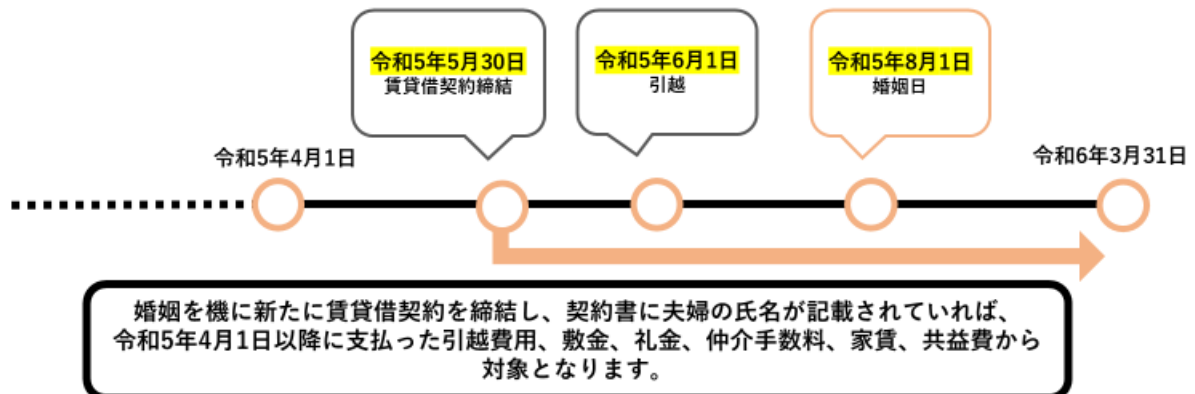 令和5年5月30日
賃貸借契約締結
令和5年6月1日
引越
令和5年8月1日
婚姻日
令和5年4月1日
令和6年3月31日
婚姻を機に新たに賃貸借契約を締結し、契約書に夫婦の氏名が記載されていれば、
令和5年4月1日以降に支払った引越費用、敷金、礼金、仲介手数料、家賃、共益費から
対象となります。